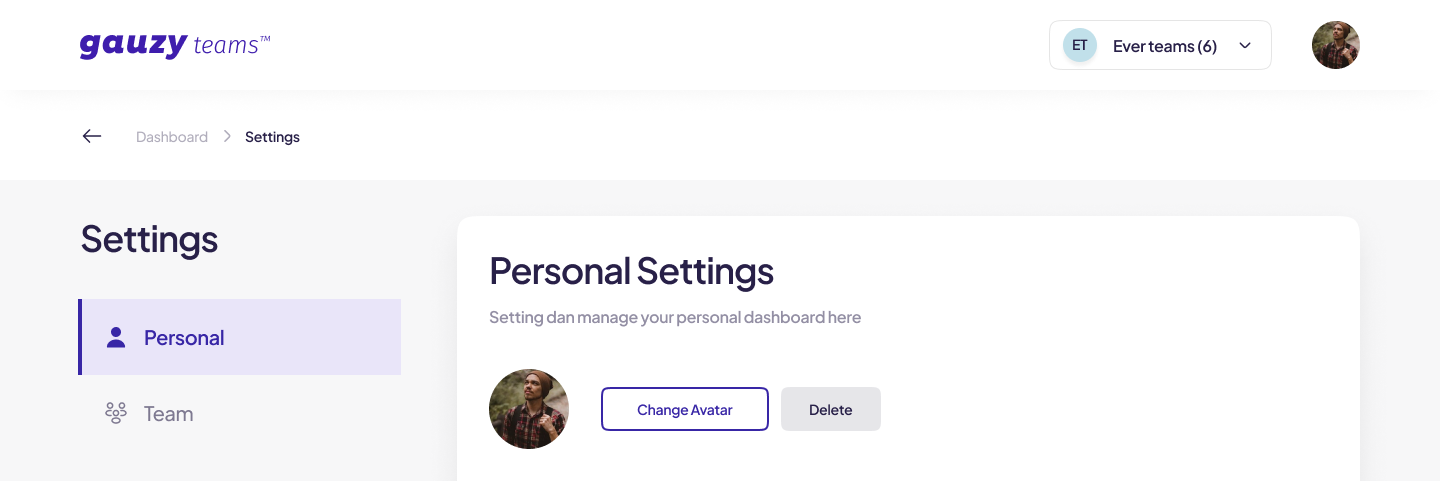 gauzy teams™
ET Ever teams (6)
Dashboard Settings
Settings
Personal
Team
Personal Settings
Setting dan manage your personal dashboard here
Change Avatar Delete